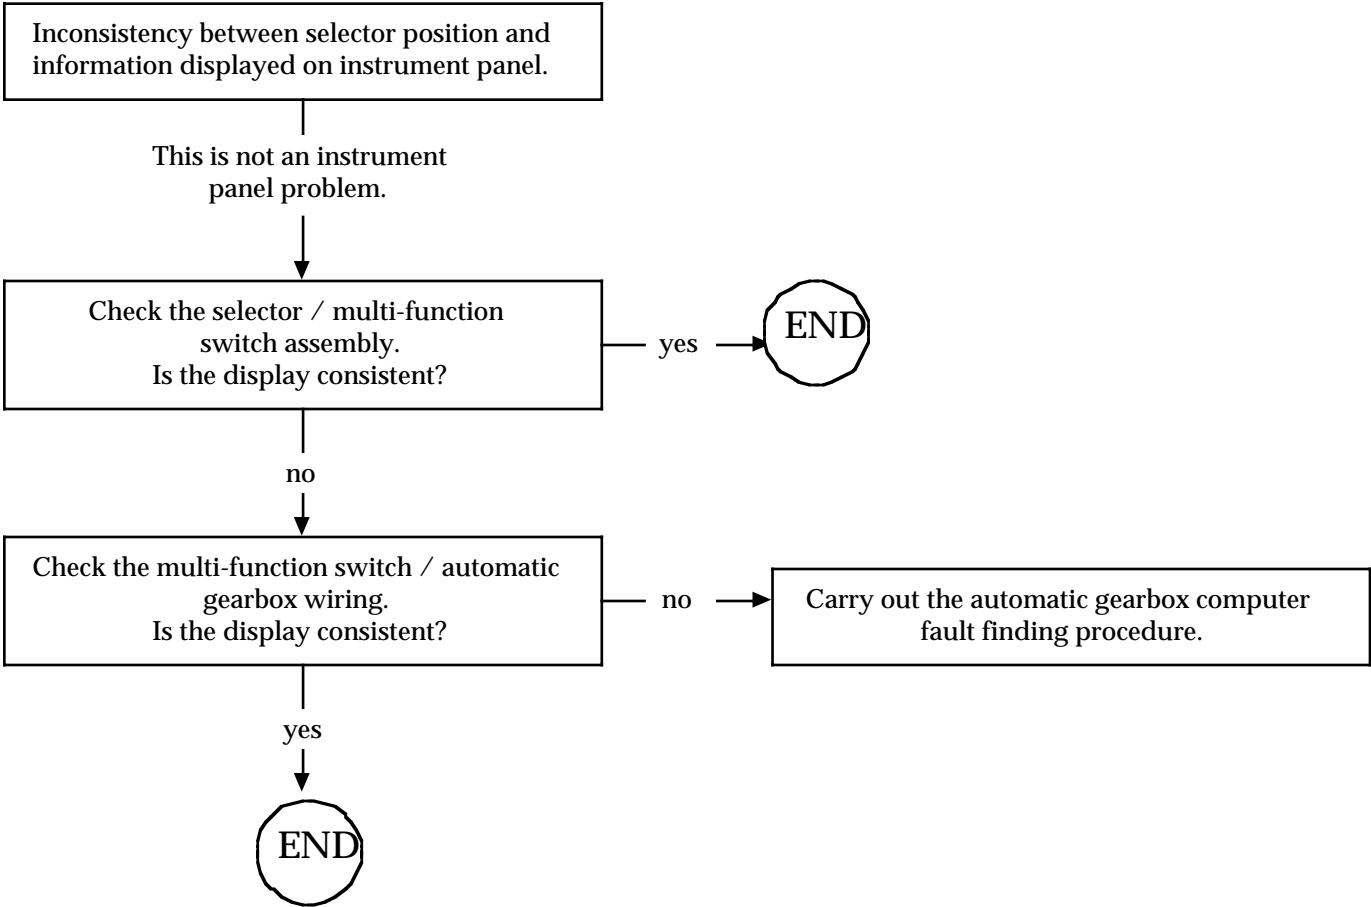 Inconsistency between selector position and
information displayed on instrument panel.
This is not an instrument
panel problem.
Check the selector / multi-function
switch assembly.
Is the display consistent?
yes
END
no
Check the multi-function switch / automatic
gearbox wiring.
Is the display consistent?
no
Carry out the automatic gearbox computer
fault finding procedure.
yes
END